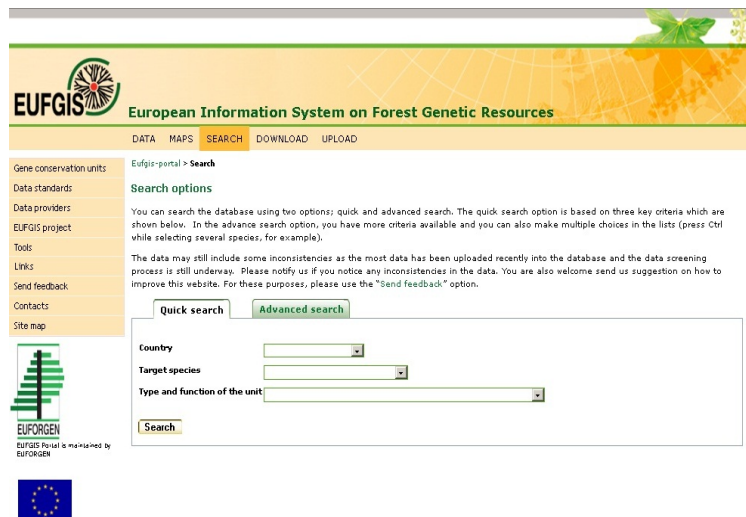 EUFGIS
European Information System on Forest Genetic Resources
DATA MAPS SEARCH DOWNLOAD UPLOAD
Gene conservation units
Data standards
Data providers
EUFGIS project
Tools
Links
Send feedback
Contacts
Site map
EUFORGEN
EUFGIS Portal is maintained by
EUFORGEN
Eufgis-portal > Search
Search options
You can search the database using two options; quick and advanced search. The quick search option is based on three key criteria which are
shown below. In the advance search option, you have more criteria available and you can also make multiple choices in the lists (press Ctrl
while selecting several species, for example).
The data may still include some inconsistencies as the most data has been uploaded recently into the database and the data screening
process is still underway. Please notify us if you notice any inconsistencies in the data. You are also welcome send us suggestion on how to
improve this website. For these purposes, please use the "Send feedback" option.
Quick search Advanced search
Country
Target species
Type and function of the unit
Search